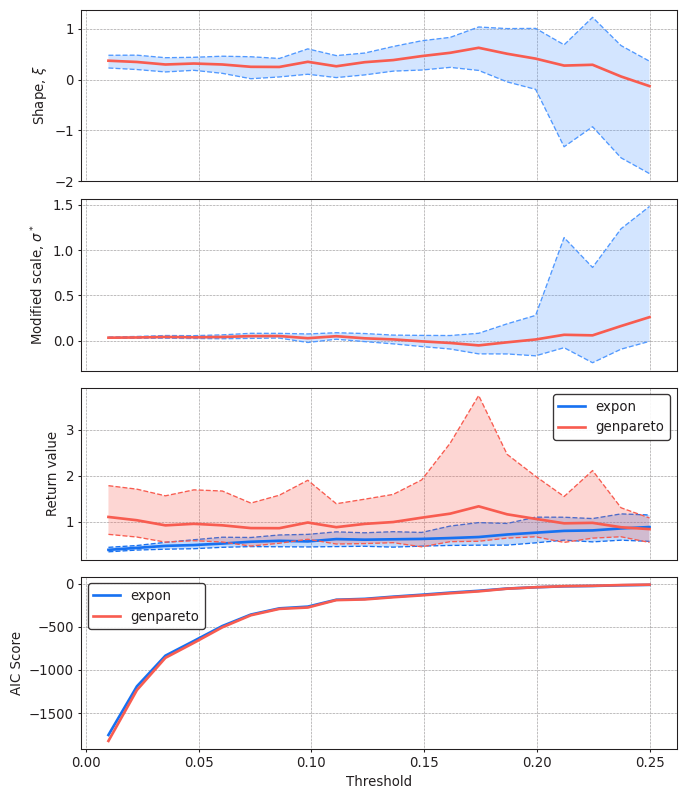 1
0
−1
−2
Shape, ξ
1.5
1.0
0.5
0.0
Modified scale, σ*
3
2
1
Return value
expon
genpareto
0
−500
−1000
−1500
AIC Score
expon
genpareto
0.00 0.05 0.10 0.15 0.20 0.25
Threshold